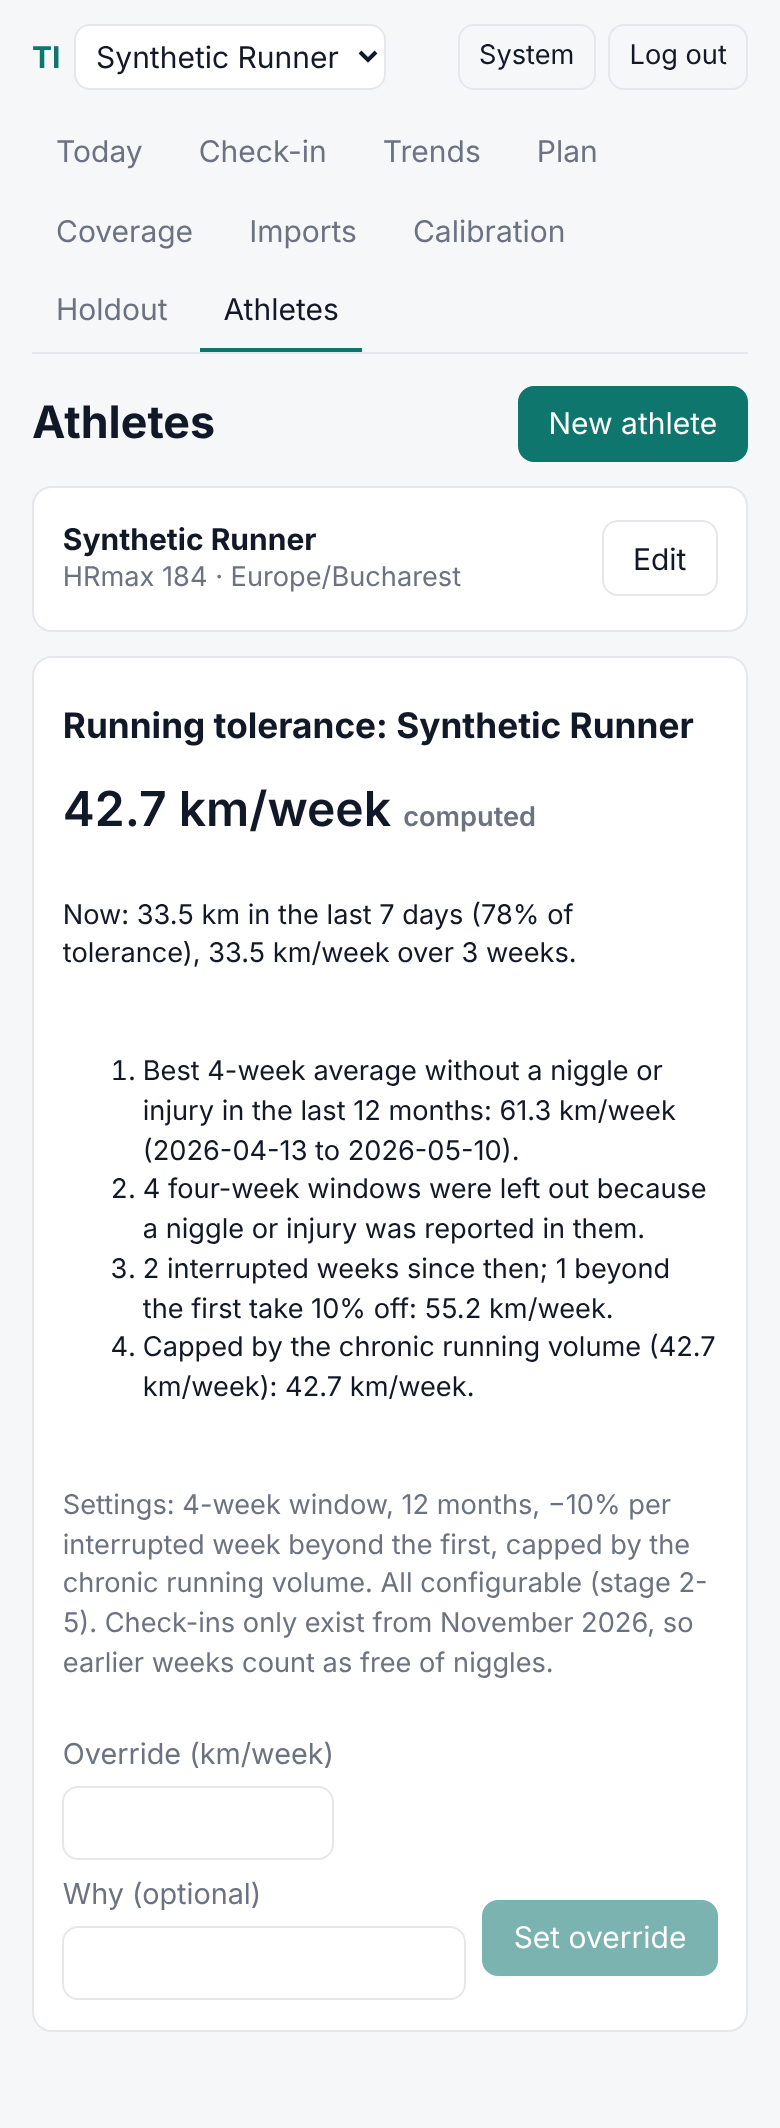 TI Synthetic Runner System Log out
Today Check-in Trends Plan
Coverage Imports Calibration
Holdout Athletes
Athletes New athlete
Synthetic Runner
HRmax 184 · Europe/Bucharest
Edit
Running tolerance: Synthetic Runner
42.7 km/week computed
Now: 33.5 km in the last 7 days (78% of
tolerance), 33.5 km/week over 3 weeks.
1. Best 4-week average without a niggle or
injury in the last 12 months: 61.3 km/week
(2026-04-13 to 2026-05-10).
2. 4 four-week windows were left out because
a niggle or injury was reported in them.
3. 2 interrupted weeks since then; 1 beyond
the first take 10% off: 55.2 km/week.
4. Capped by the chronic running volume (42.7
km/week): 42.7 km/week.
Settings: 4-week window, 12 months, −10% per
interrupted week beyond the first, capped by the
chronic running volume. All configurable (stage 2-
5). Check-ins only exist from November 2026, so
earlier weeks count as free of niggles.
Override (km/week)
Why (optional)
Set override